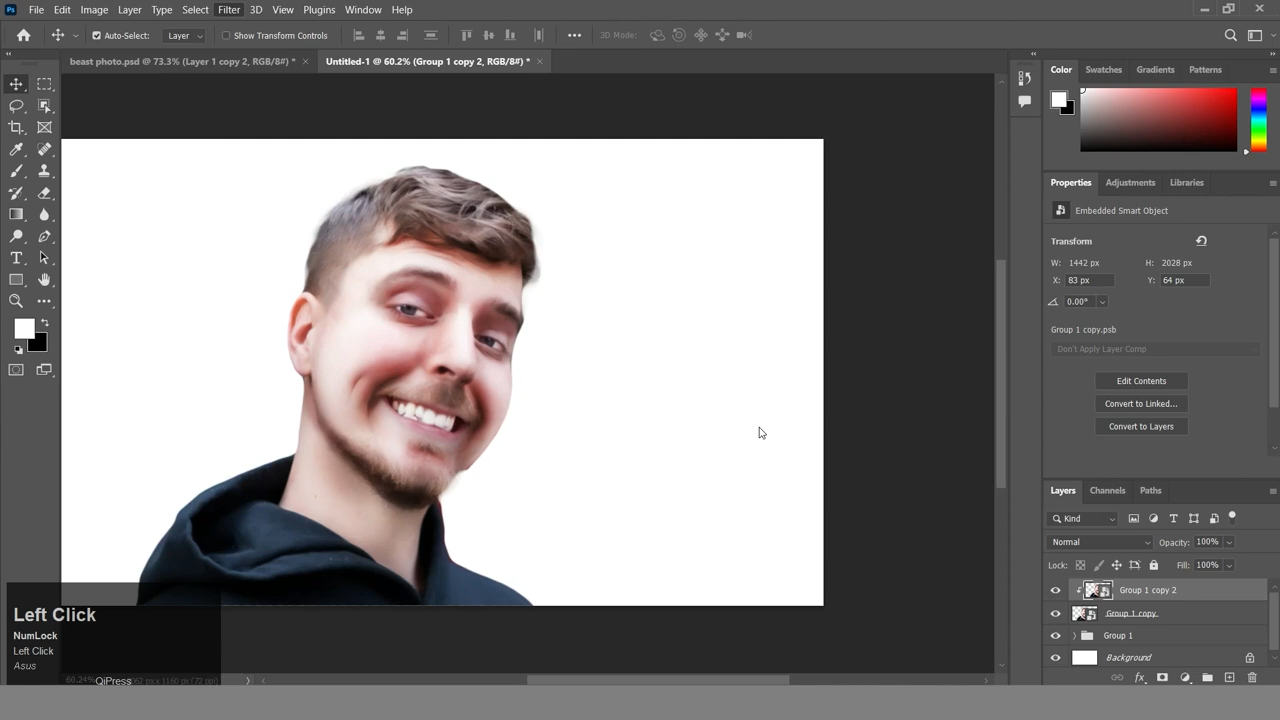 Ps File Edit Image Layer Type Select Filter 3D View Plugins Window Help
Auto-Select: Layer Show Transform Controls 3D Mode:
beast photo.psd @ 73.3% (Layer 1 copy 2, RGB/8#) * × Untitled-1 @ 60.2% (Group 1 copy 2, RGB/8#) * ×
Color Swatches Gradients Patterns
Properties Adjustments Libraries
Embedded Smart Object
Transform
W: 1442 px H: 2028 px
X: 83 px Y: 64 px
0.00°
Group 1 copy.psb
Don't Apply Layer Comp
Edit Contents
Convert to Linked...
Convert to Layers
Layers Channels Paths
Kind
Normal Opacity: 100%
Lock: Fill: 100%
Group 1 copy 2
Group 1 copy
Group 1
Background
Left Click
NumLock
Left Click
Asus
QiPress